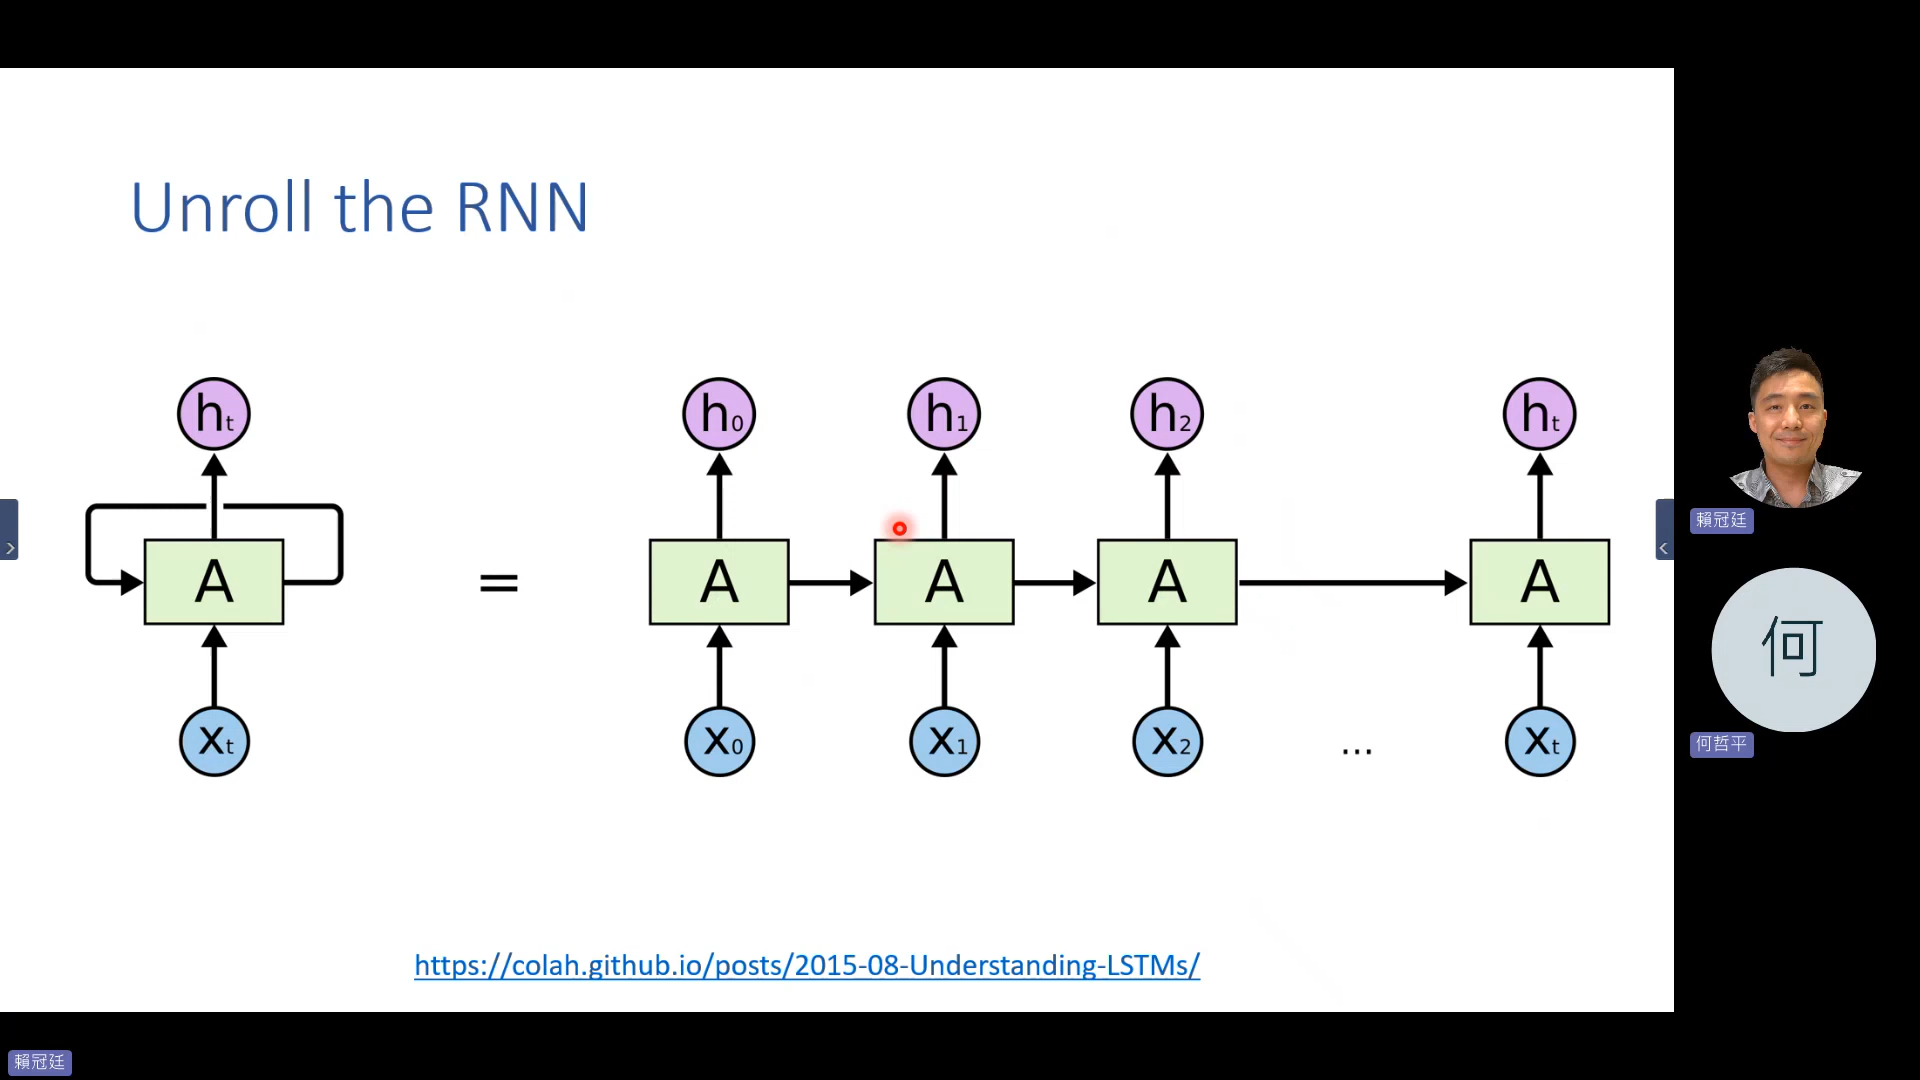 Unroll the RNN
ht h0 h1 h2 ht
A = A A A A
xt x0 x1 x2 ... xt
https://colah.github.io/posts/2015-08-Understanding-LSTMs/
賴冠廷
何
何哲平
賴冠廷